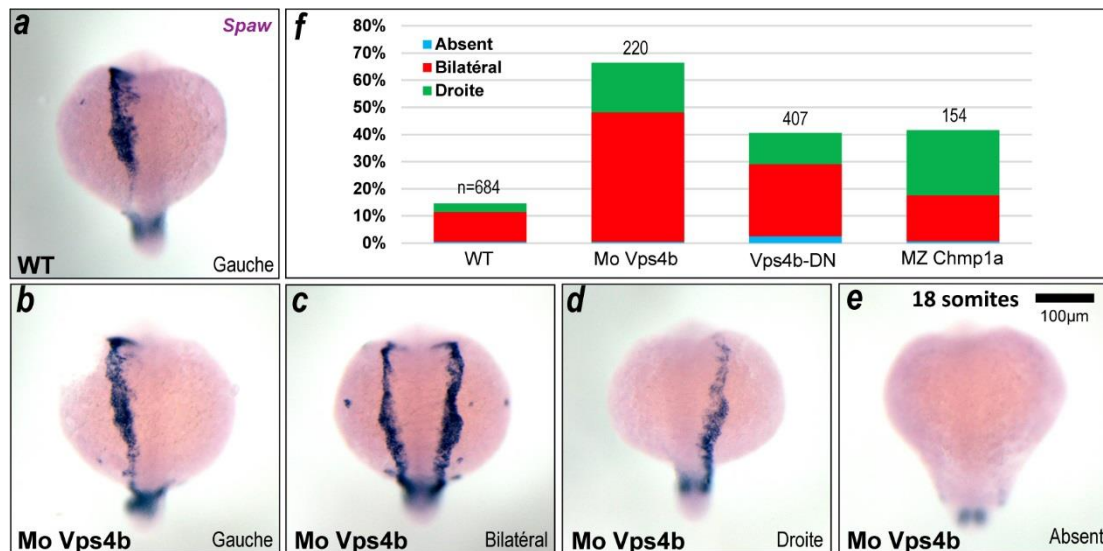 a
Spaw
WT
Gauche
f
Absent
Bilatéral
Droite
80%
70%
60%
50%
40%
30%
20%
10%
0%
n=684
220
407
154
WT
Mo Vps4b
Vps4b-DN
MZ Chmp1a
b
Mo Vps4b
Gauche
c
Mo Vps4b
Bilatéral
d
Mo Vps4b
Droite
e
18 somites
100µm
Mo Vps4b
Absent